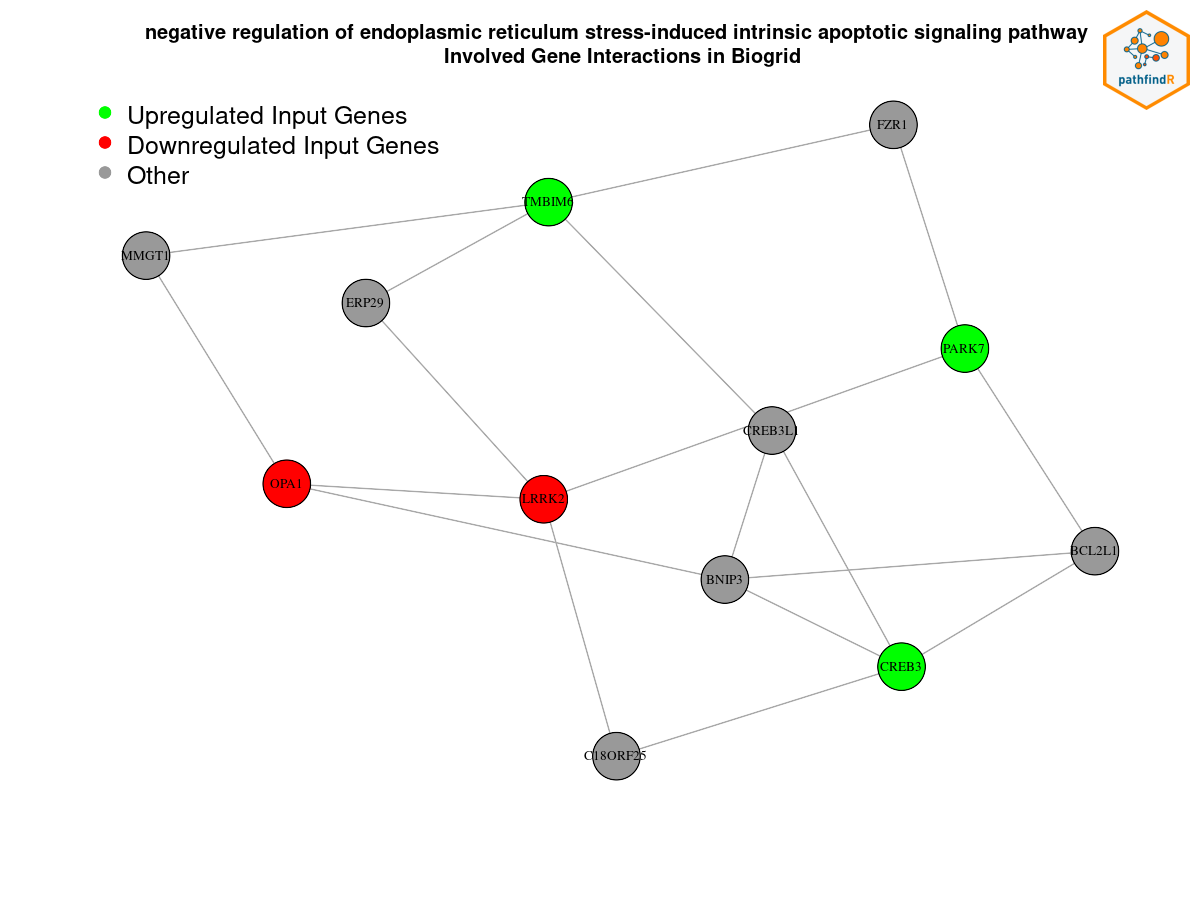 negative regulation of endoplasmic reticulum stress-induced intrinsic apoptotic signaling pathway
Involved Gene Interactions in Biogrid
pathfindR
Upregulated Input Genes
Downregulated Input Genes
Other
FZR1
TMBIM6
MMGT1
ERP29
PARK7
CREB3L1
OPA1
LRRK2
BCL2L1
BNIP3
CREB3
C18ORF25